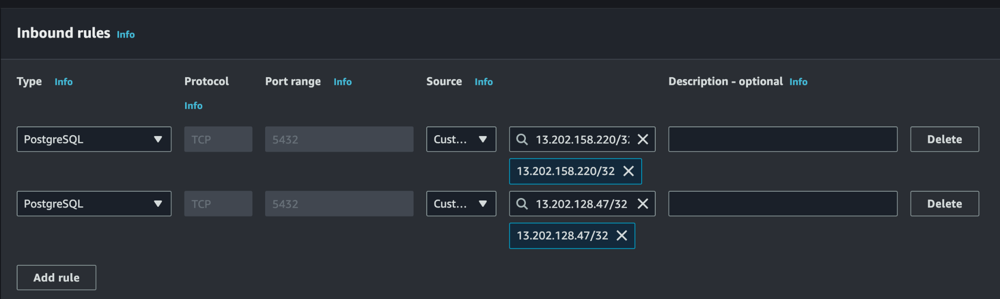 Inbound rules Info
Type Info Protocol Info Port range Info Source Info Description - optional Info
PostgreSQL TCP 5432 Cust... 13.202.158.220/32 Delete
13.202.158.220/32
PostgreSQL TCP 5432 Cust... 13.202.128.47/32 Delete
13.202.128.47/32
Add rule